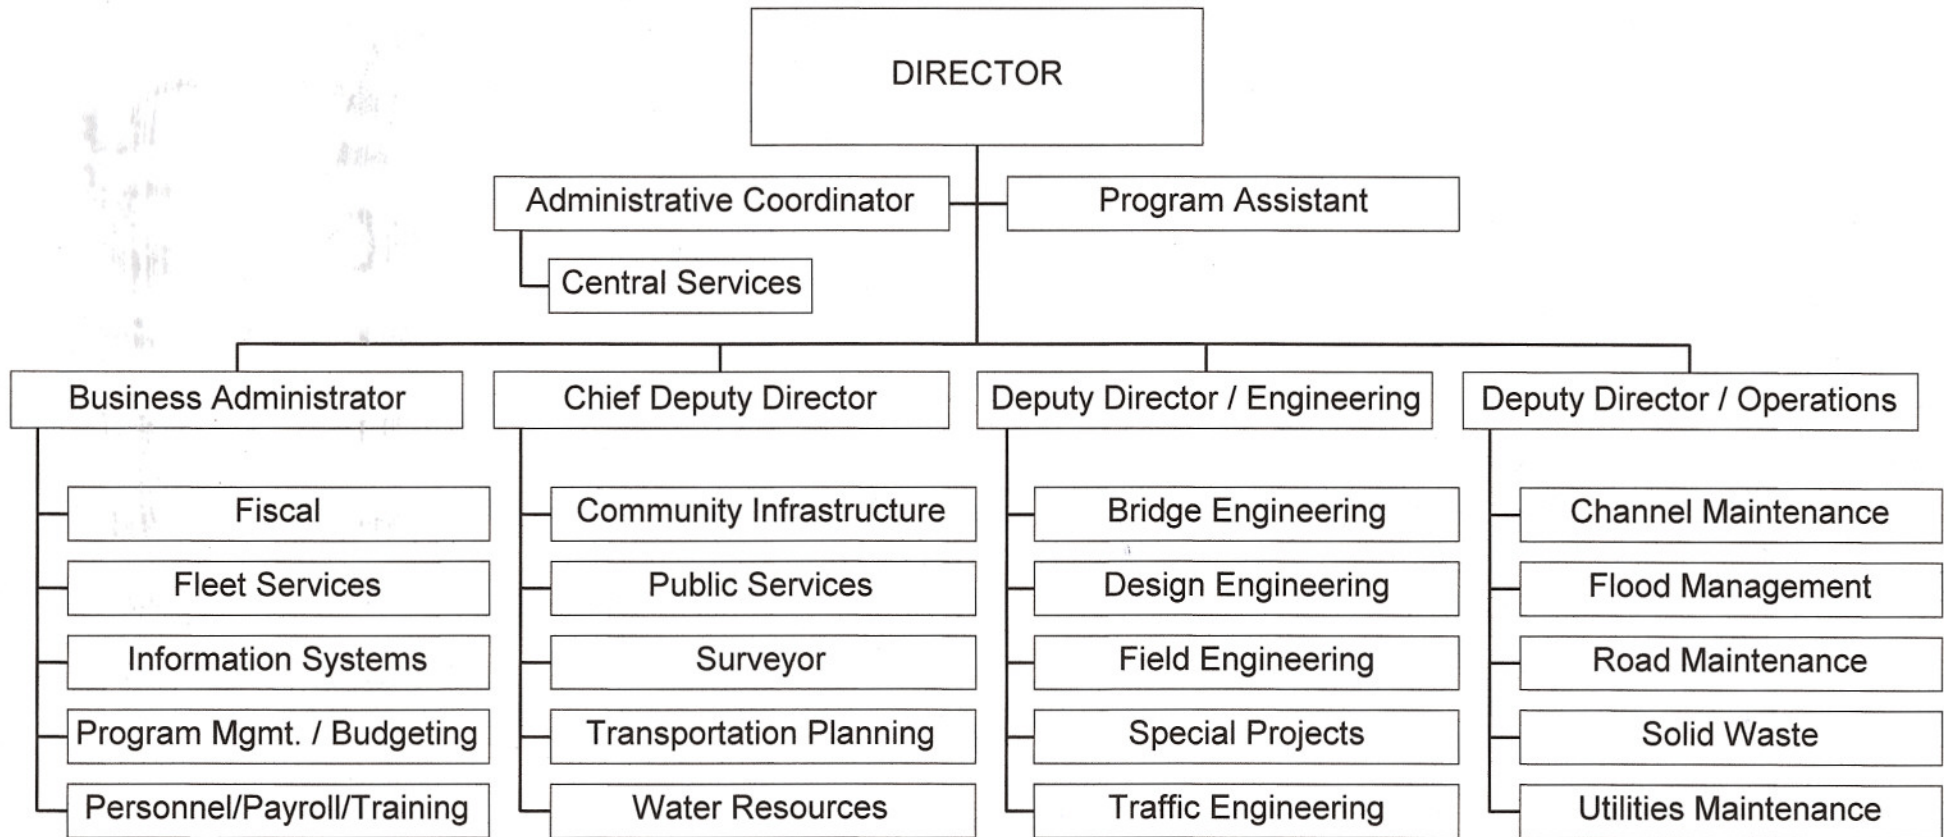 DIRECTOR
Administrative Coordinator
Program Assistant
Central Services
Business Administrator
Chief Deputy Director
Deputy Director / Engineering
Deputy Director / Operations
Fiscal
Community Infrastructure
Bridge Engineering
Channel Maintenance
Fleet Services
Public Services
Design Engineering
Flood Management
Information Systems
Surveyor
Field Engineering
Road Maintenance
Program Mgmt. / Budgeting
Transportation Planning
Special Projects
Solid Waste
Personnel/Payroll/Training
Water Resources
Traffic Engineering
Utilities Maintenance